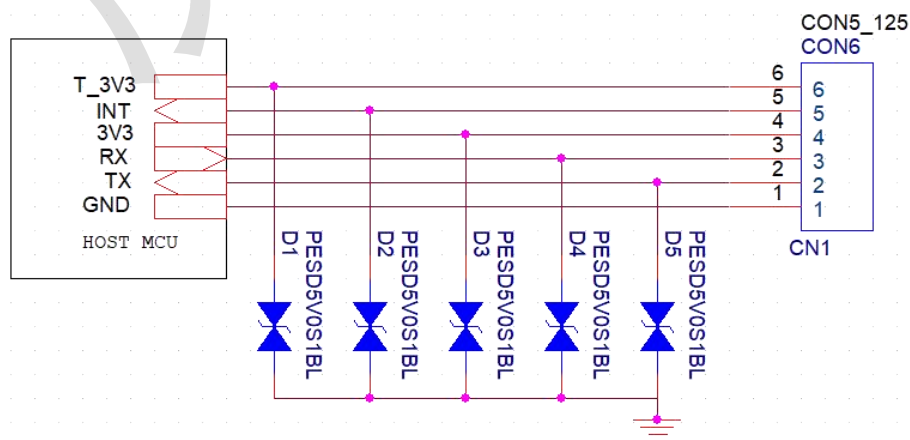 CON5_125
CON6
T_3V3
INT
3V3
RX
TX
GND
HOST MCU
6
5
4
3
2
1
6
5
4
3
2
1
CN1
D1
PESD5V0S1BL
D2
PESD5V0S1BL
D3
PESD5V0S1BL
D4
PESD5V0S1BL
D5
PESD5V0S1BL